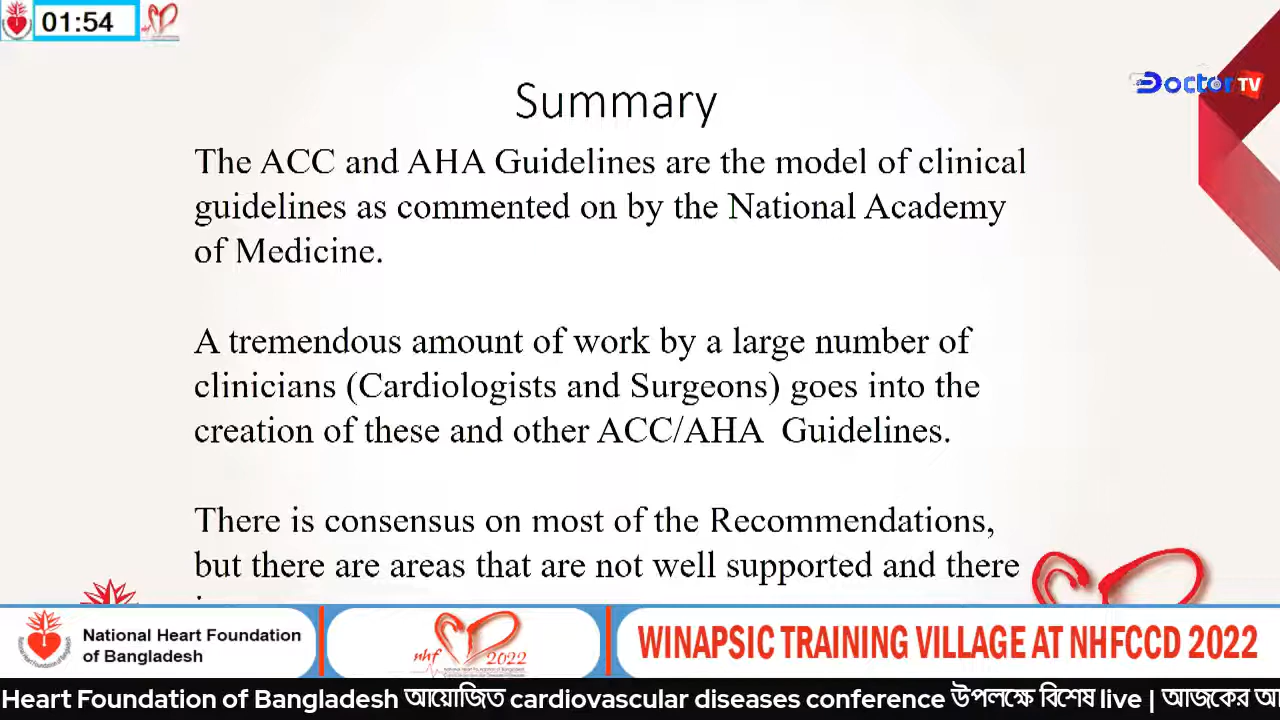 01:54
Doctor TV
Summary
The ACC and AHA Guidelines are the model of clinical
guidelines as commented on by the National Academy
of Medicine.
A tremendous amount of work by a large number of
clinicians (Cardiologists and Surgeons) goes into the
creation of these and other ACC/AHA Guidelines.
There is consensus on most of the Recommendations,
but there are areas that are not well supported and there
National Heart Foundation
of Bangladesh
nhf 2022
WINAPSIC TRAINING VILLAGE AT NHFCCD 2022
Heart Foundation of Bangladesh আয়োজিত cardiovascular diseases conference উপলক্ষে বিশেষ live | আজকের আ